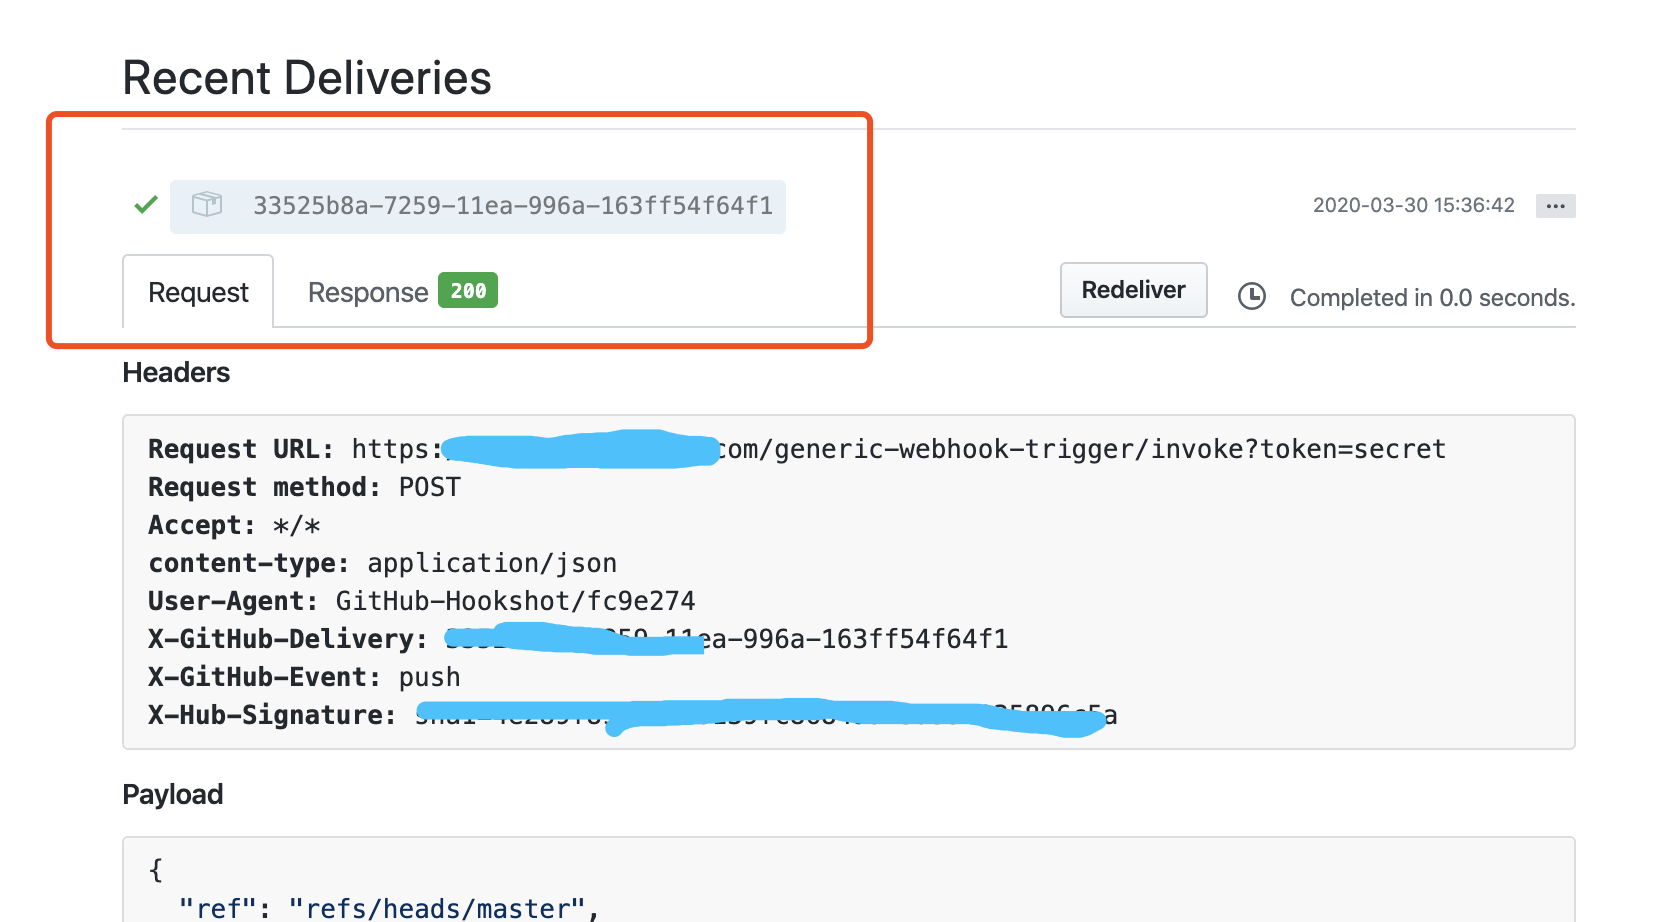 Recent Deliveries
33525b8a-7259-11ea-996a-163ff54f64f1
2020-03-30 15:36:42 ...
Request Response 200
Redeliver Completed in 0.0 seconds.
Headers
Request URL: https: com/generic-webhook-trigger/invoke?token=secret
Request method: POST
Accept: */*
content-type: application/json
User-Agent: GitHub-Hookshot/fc9e274
X-GitHub-Delivery: ea-996a-163ff54f64f1
X-GitHub-Event: push
X-Hub-Signature:
Payload
{
"ref": "refs/heads/master",